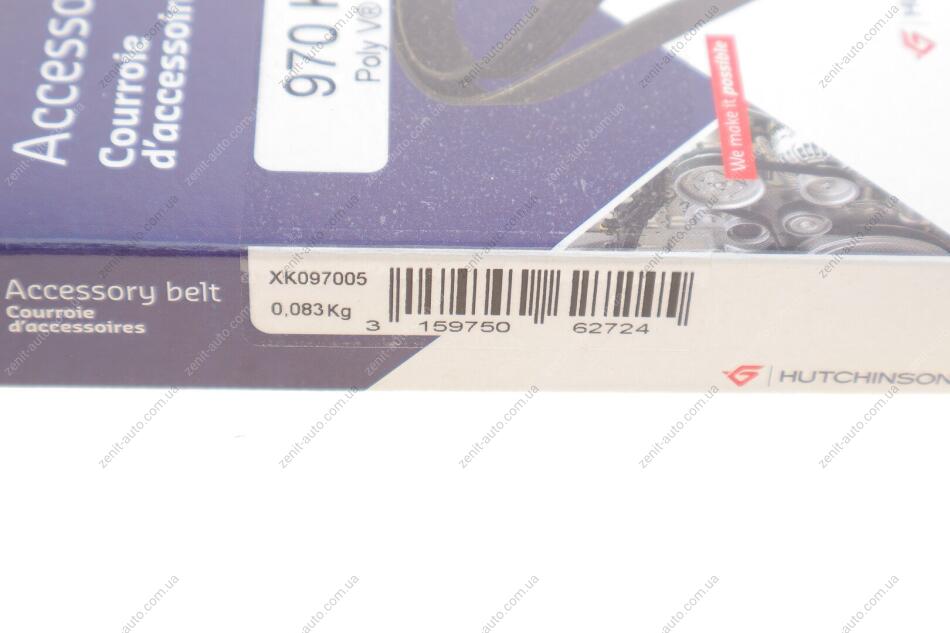 Accesso
Courroie
d'accessoir
970 K
Poly V®
We make it possible
Accessory belt
Courroie
d'accessoires
XK097005
0,083 Kg
3 159750 62724
HUTCHINSON
zenit-auto.com.ua